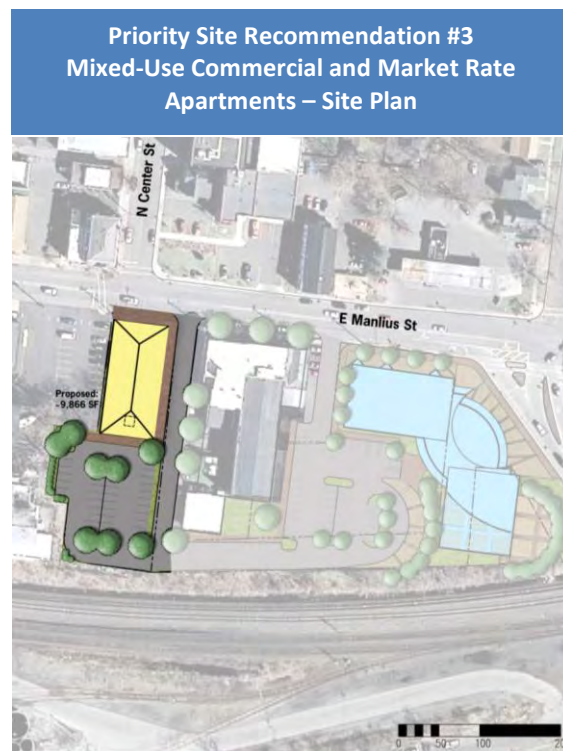 Priority Site Recommendation #3
Mixed-Use Commercial and Market Rate
Apartments – Site Plan
N Center St
E Manlius St
Proposed:
~9,866 SF
0 50 100 20